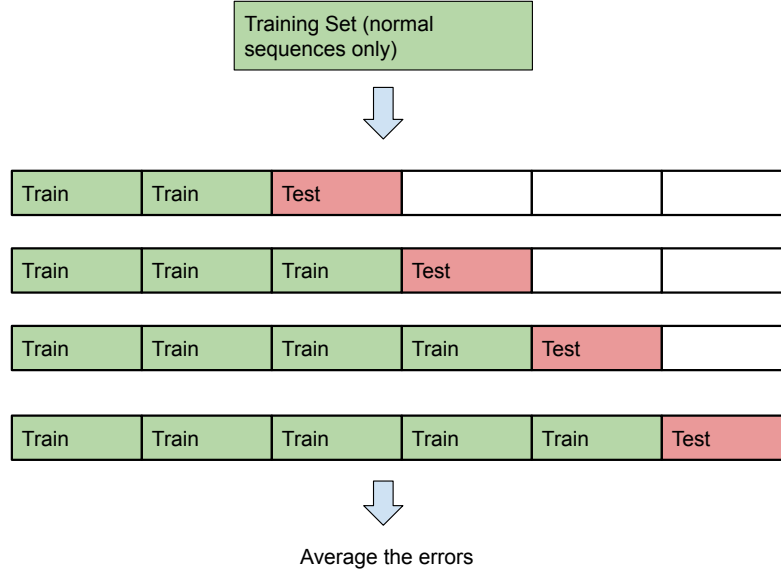 Training Set (normal
sequences only)
Train Train Test
Train Train Train Test
Train Train Train Train Test
Train Train Train Train Train Test
Average the errors